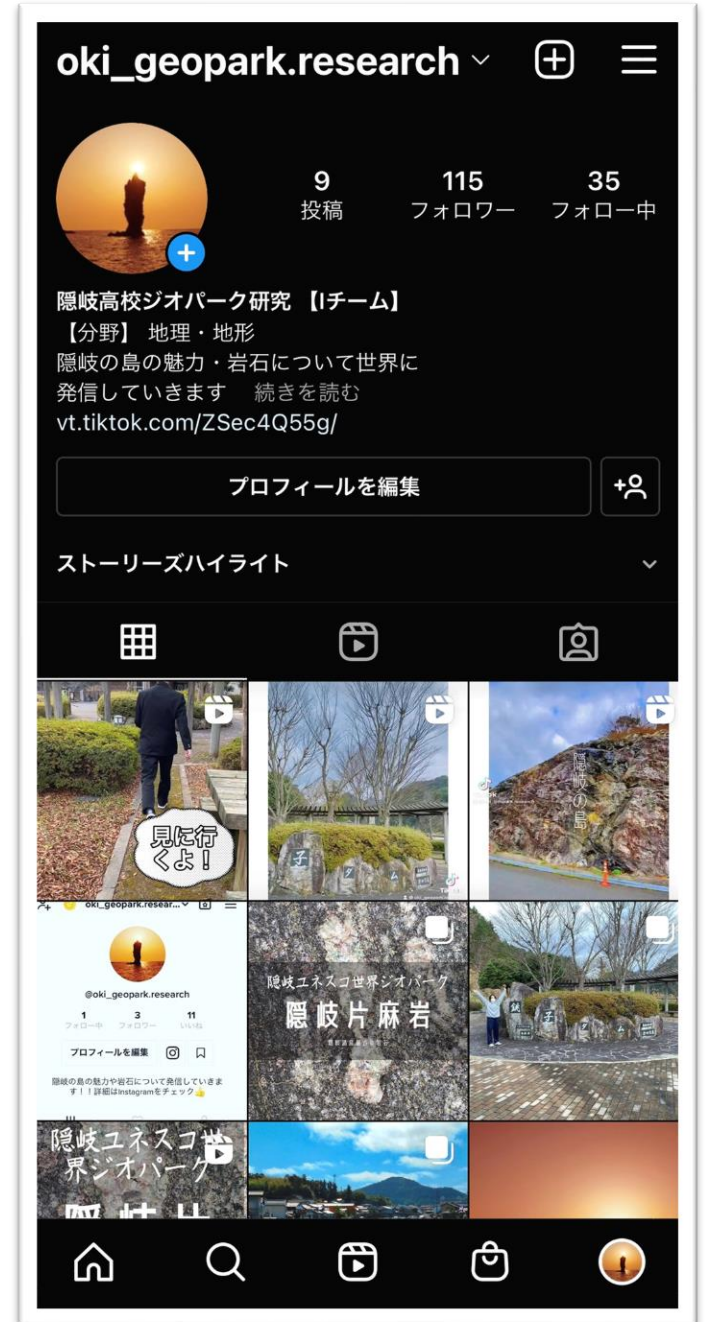 oki_geopark.research
9
115
35
投稿
フォロワー
フォロー中
隠岐高校ジオパーク研究 【Iチーム】
【分野】 地理・地形
隠岐の島の魅力・岩石について世界に
発信していきます 続きを読む
vt.tiktok.com/ZSec4Q55g/
プロフィールを編集
ストーリーズハイライト
見に行
くよ!
子
ダ
ム
隠岐の島
oki_geopark.resear...
@oki_geopark.research
1
3
11
フォロー中
フォロワー
いいね
プロフィールを編集
隠岐の島の魅力や岩石について発信していきま
す!!詳細はInstagramをチェック👍
隠岐ユネスコ世界ジオパーク
隠岐片麻岩
子
ダ
ム
隠岐ユネスコ世
界ジオパーク